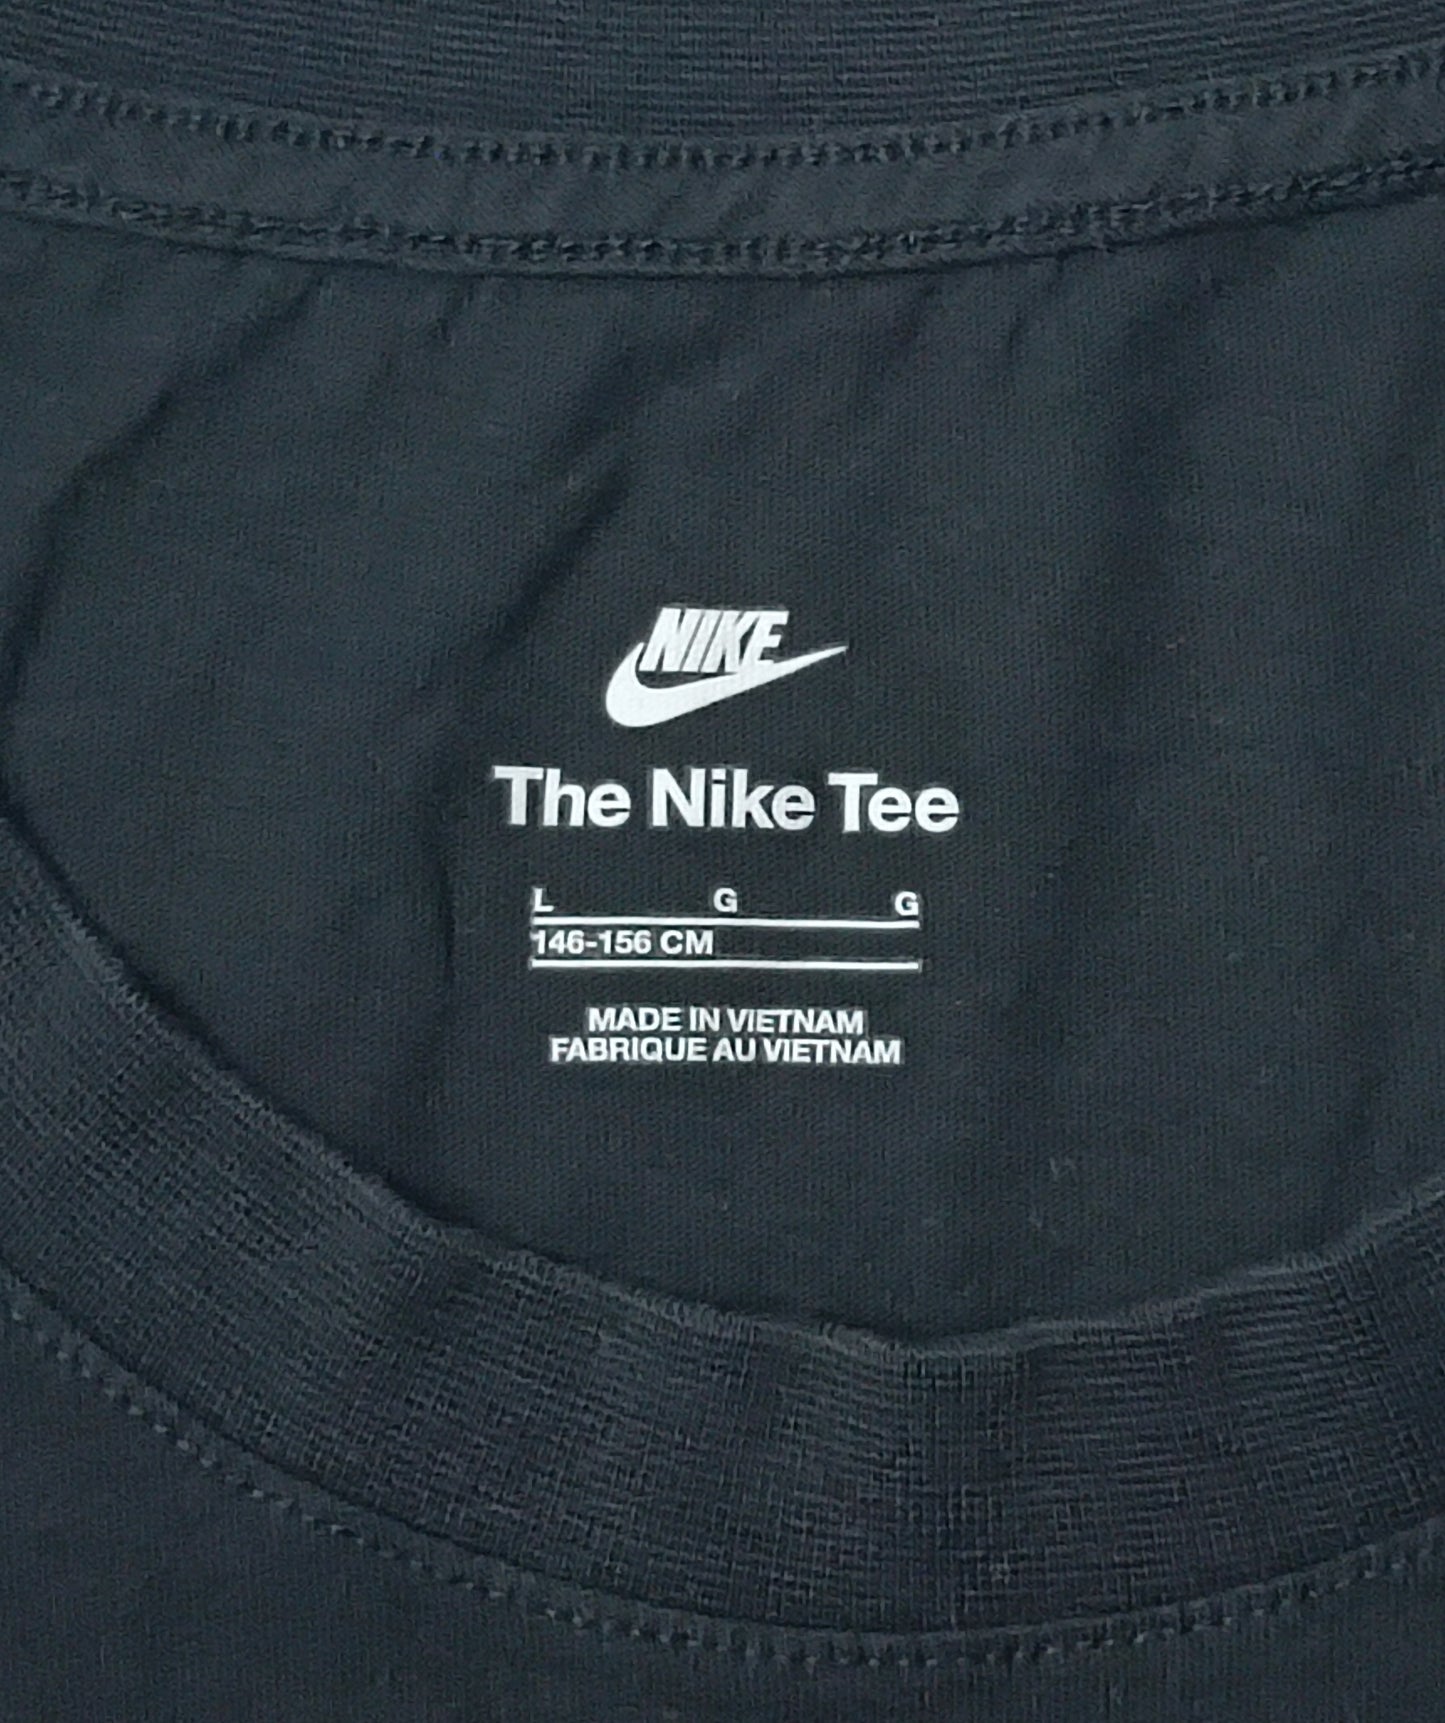 NIKE
The Nike Tee
L G G
146-156 CM
MADE IN VIETNAM
FABRIQUE AU VIETNAM